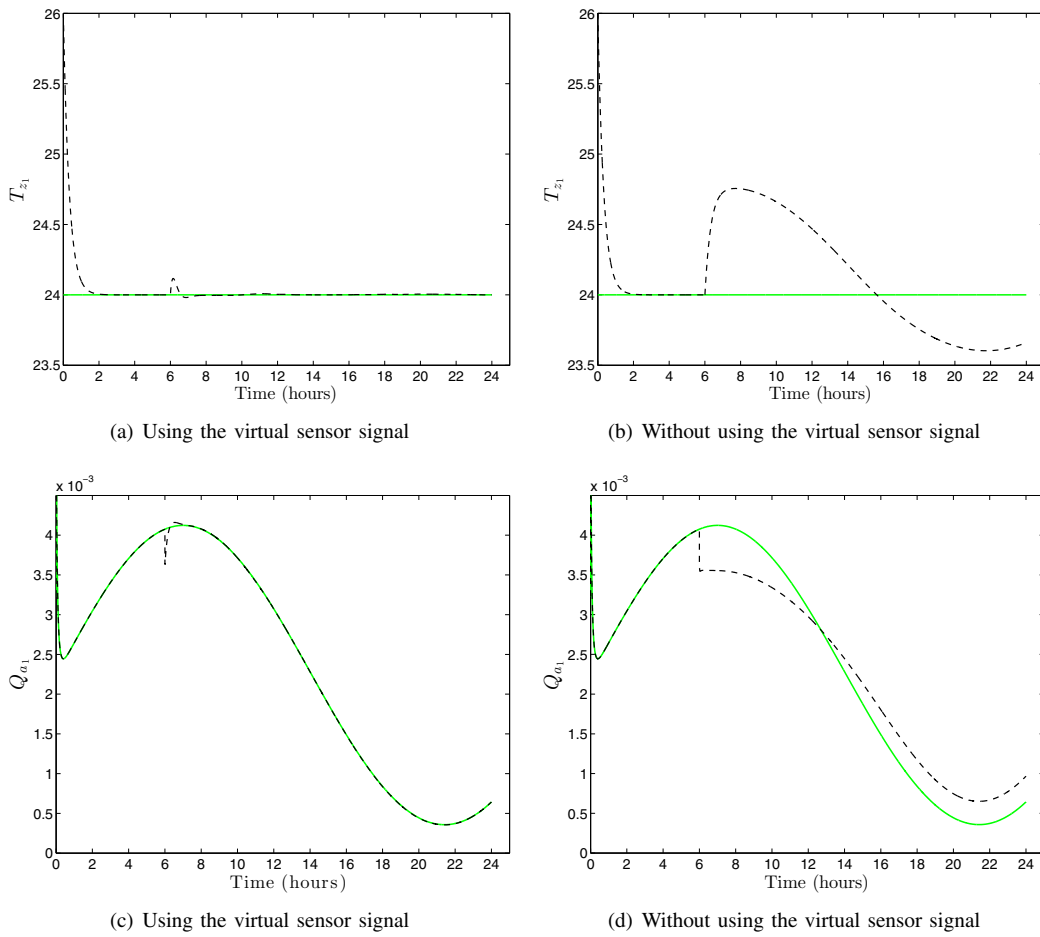 26
25.5
25
24.5
24
23.5
T_{z_1}
0 2 4 6 8 10 12 14 16 18 20 22 24
Time (hours)
(a) Using the virtual sensor signal
26
25.5
25
24.5
24
23.5
T_{z_1}
0 2 4 6 8 10 12 14 16 18 20 22 24
Time (hours)
(b) Without using the virtual sensor signal
x 10^{−3}
4
3.5
3
2.5
2
1.5
1
0.5
0
Q_{a_1}
0 2 4 6 8 10 12 14 16 18 20 22 24
Time (hours)
(c) Using the virtual sensor signal
x 10^{−3}
4
3.5
3
2.5
2
1.5
1
0.5
0
Q_{a_1}
0 2 4 6 8 10 12 14 16 18 20 22 24
Time (hours)
(d) Without using the virtual sensor signal